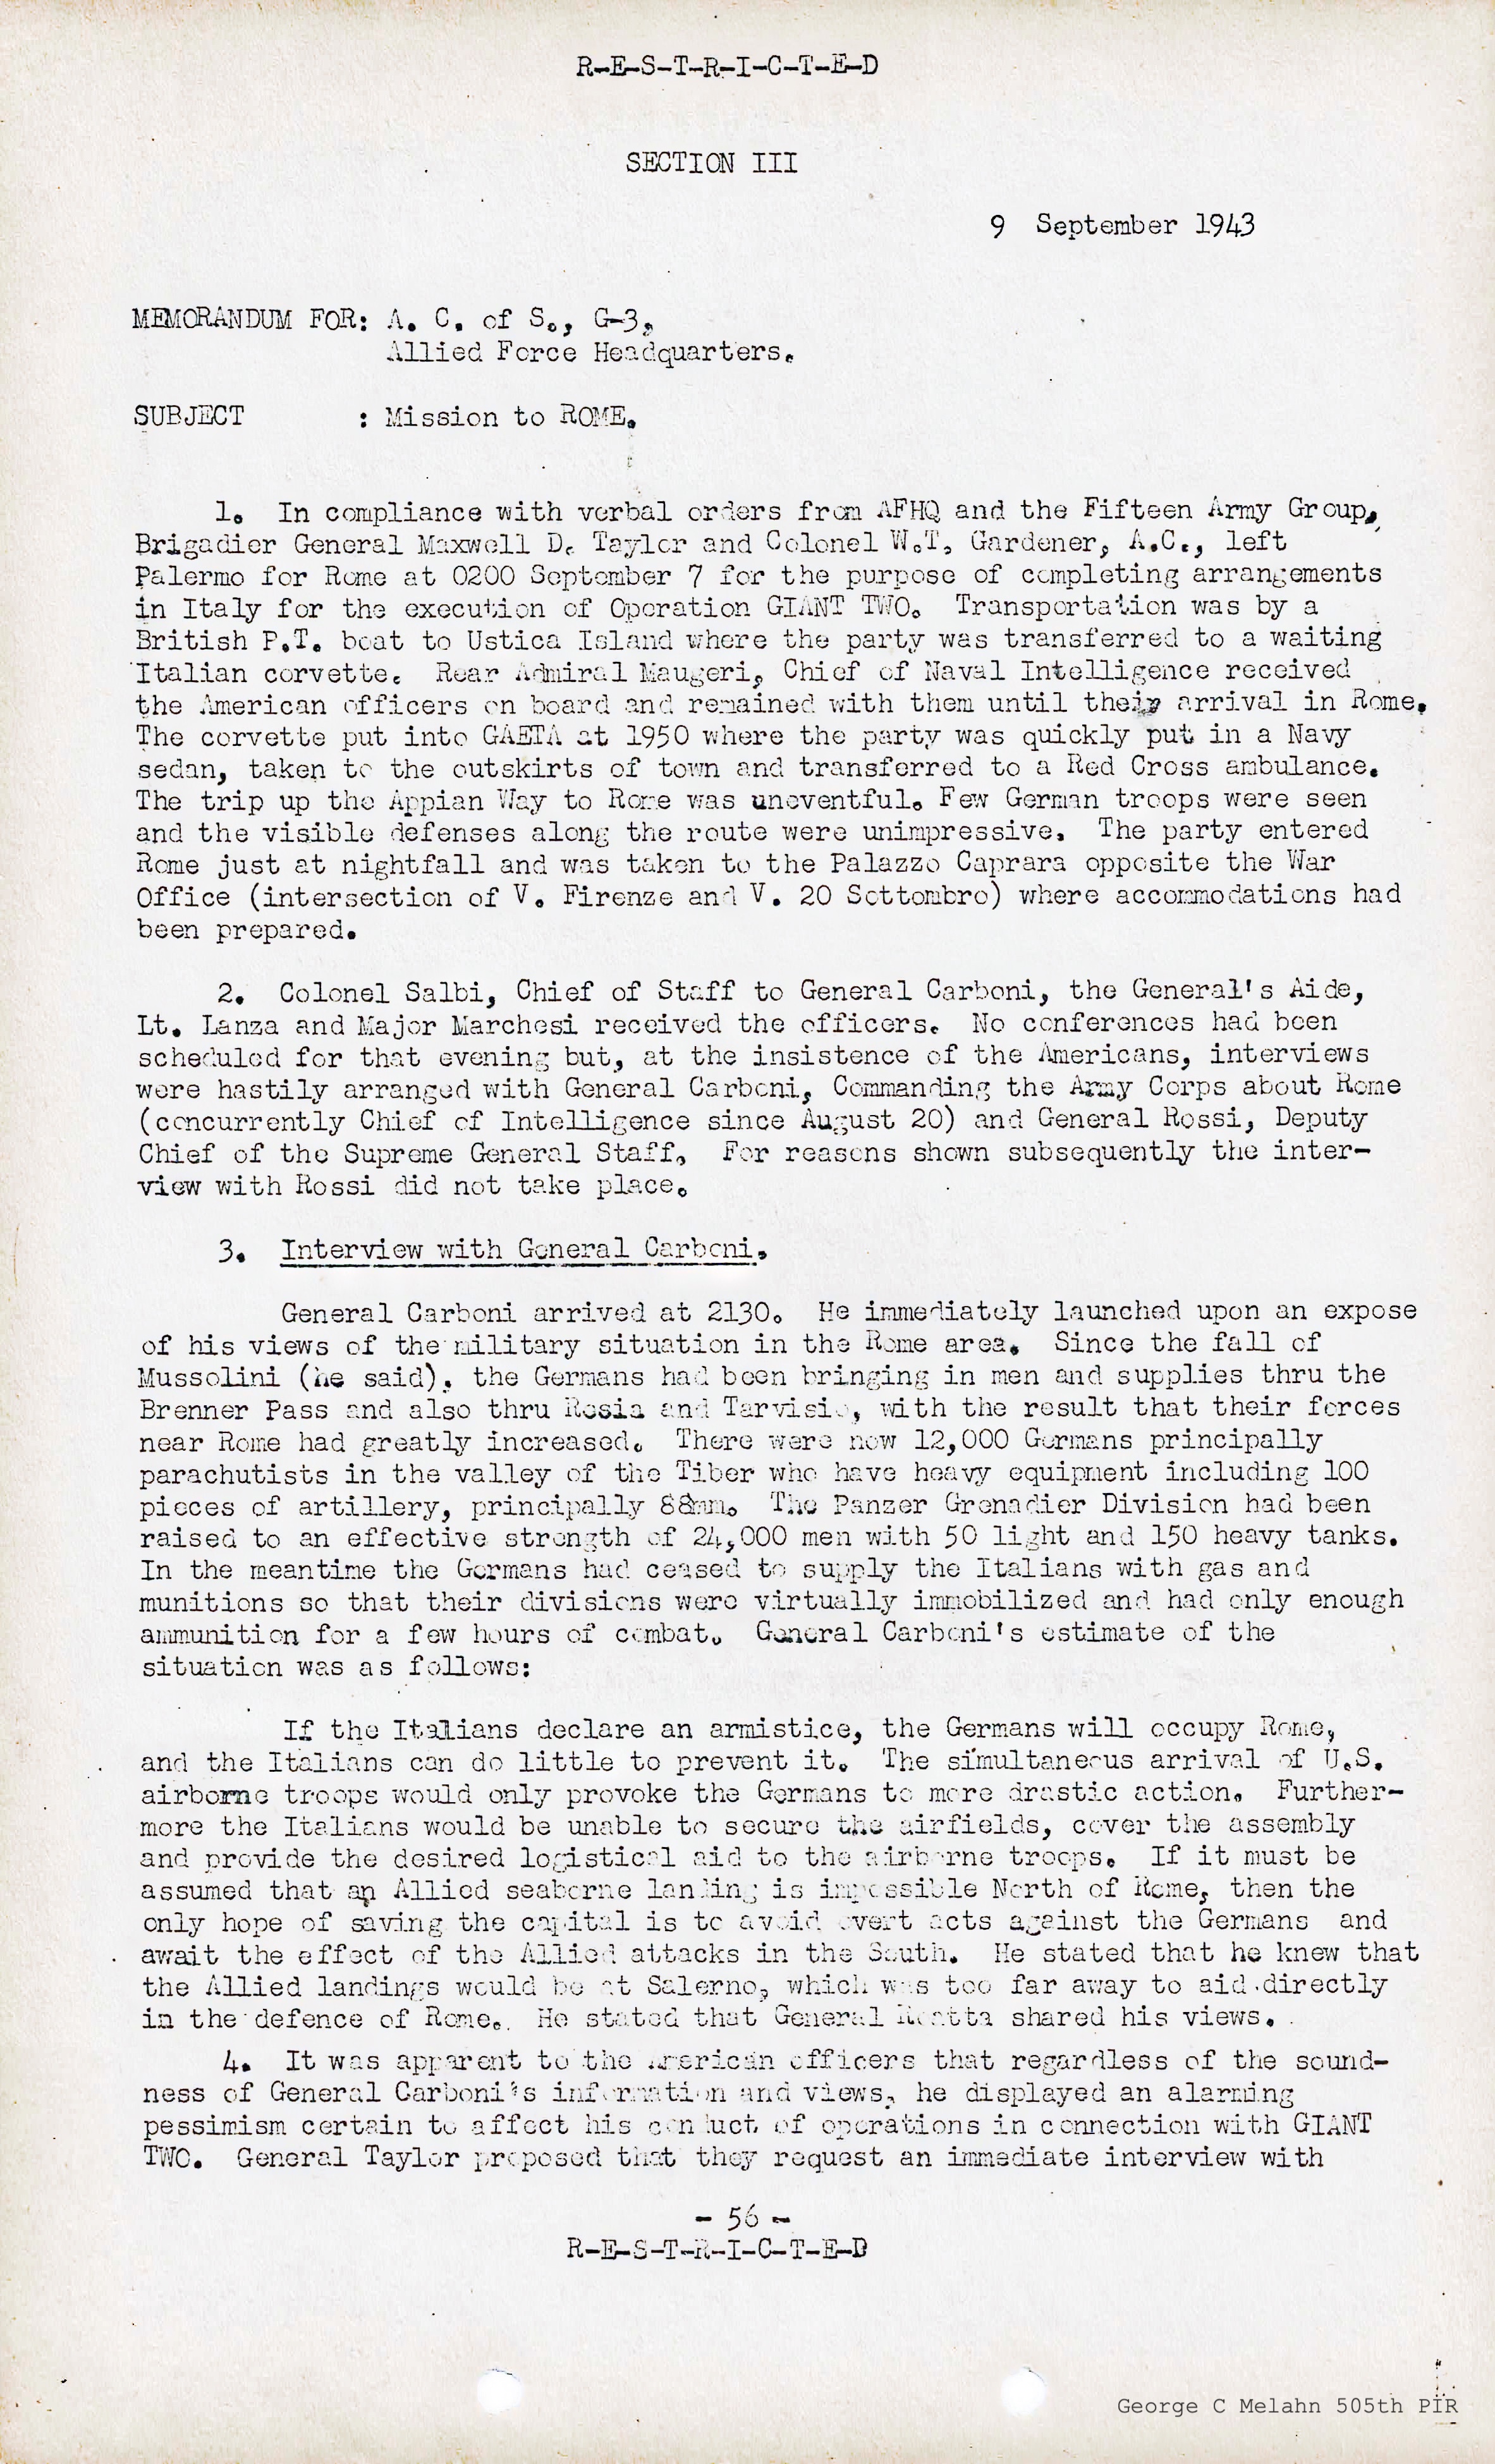 R-E-S-T-R-I-C-T-E-D
SECTION III
9 September 1943
MEMORANDUM FOR: A. C. of S., G-3,
Allied Force Headquarters.
SUBJECT : Mission to ROME.
1. In compliance with verbal orders from AFHQ and the Fifteen Army Group,
Brigadier General Maxwell D. Taylor and Colonel W.T. Gardener, A.C., left
Palermo for Rome at 0200 September 7 for the purpose of completing arrangements
in Italy for the execution of Operation GIANT TWO. Transportation was by a
British P.T. boat to Ustica Island where the party was transferred to a waiting
Italian corvette. Rear Admiral Maugeri, Chief of Naval Intelligence received
the American officers on board and remained with them until their arrival in Rome.
The corvette put into GAETA at 1950 where the party was quickly put in a Navy
sedan, taken to the outskirts of town and transferred to a Red Cross ambulance.
The trip up the Appian Way to Rome was uneventful. Few German troops were seen
and the visible defenses along the route were unimpressive. The party entered
Rome just at nightfall and was taken to the Palazzo Caprara opposite the War
Office (intersection of V. Firenze and V. 20 Settembre) where accommodations had
been prepared.
2. Colonel Salbi, Chief of Staff to General Carboni, the General's Aide,
Lt. Lanza and Major Marchesi received the officers. No conferences had been
scheduled for that evening but, at the insistence of the Americans, interviews
were hastily arranged with General Carboni, Commanding the Army Corps about Rome
(concurrently Chief of Intelligence since August 20) and General Rossi, Deputy
Chief of the Supreme General Staff. For reasons shown subsequently the inter-
view with Rossi did not take place.
3. Interview with General Carboni.
General Carboni arrived at 2130. He immediately launched upon an expose
of his views of the military situation in the Rome area. Since the fall of
Mussolini (he said), the Germans had been bringing in men and supplies thru the
Brenner Pass and also thru Resia and Tarvisio, with the result that their forces
near Rome had greatly increased. There were now 12,000 Germans principally
parachutists in the valley of the Tiber who have heavy equipment including 100
pieces of artillery, principally 88mm. The Panzer Grenadier Division had been
raised to an effective strength of 24,000 men with 50 light and 150 heavy tanks.
In the meantime the Germans had ceased to supply the Italians with gas and
munitions so that their divisions were virtually immobilized and had only enough
ammunition for a few hours of combat. General Carboni's estimate of the
situation was as follows:
If the Italians declare an armistice, the Germans will occupy Rome,
and the Italians can do little to prevent it. The simultaneous arrival of U.S.
airborne troops would only provoke the Germans to more drastic action. Further-
more the Italians would be unable to secure the airfields, cover the assembly
and provide the desired logistical aid to the airborne troops. If it must be
assumed that an Allied seaborne landing is impossible North of Rome, then the
only hope of saving the capital is to avoid overt acts against the Germans and
await the effect of the Allied attacks in the South. He stated that he knew that
the Allied landings would be at Salerno, which was too far away to aid directly
in the defence of Rome. He stated that General Roatta shared his views.
4. It was apparent to the American officers that regardless of the sound-
ness of General Carboni's information and views, he displayed an alarming
pessimism certain to affect his conduct of operations in connection with GIANT
TWO. General Taylor proposed that they request an immediate interview with
- 56 -
R-E-S-T-R-I-C-T-E-D
George C Melahn 505th PIR